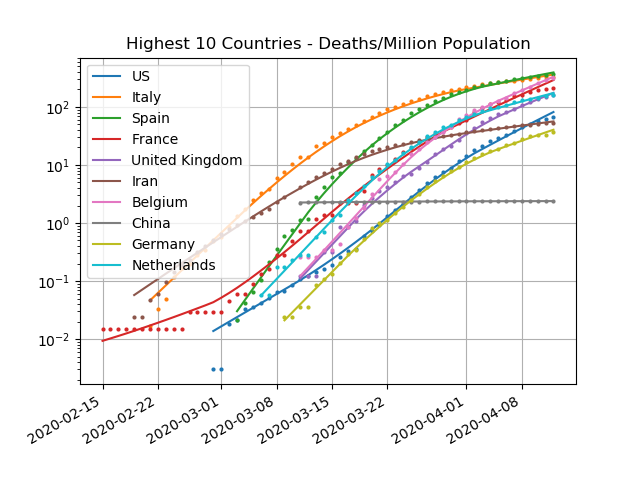 Highest 10 Countries - Deaths/Million Population
US
Italy
Spain
France
United Kingdom
Iran
Belgium
China
Germany
Netherlands
10²
10¹
10⁰
10⁻¹
10⁻²
2020-02-15
2020-02-22
2020-03-01
2020-03-08
2020-03-15
2020-03-22
2020-04-01
2020-04-08